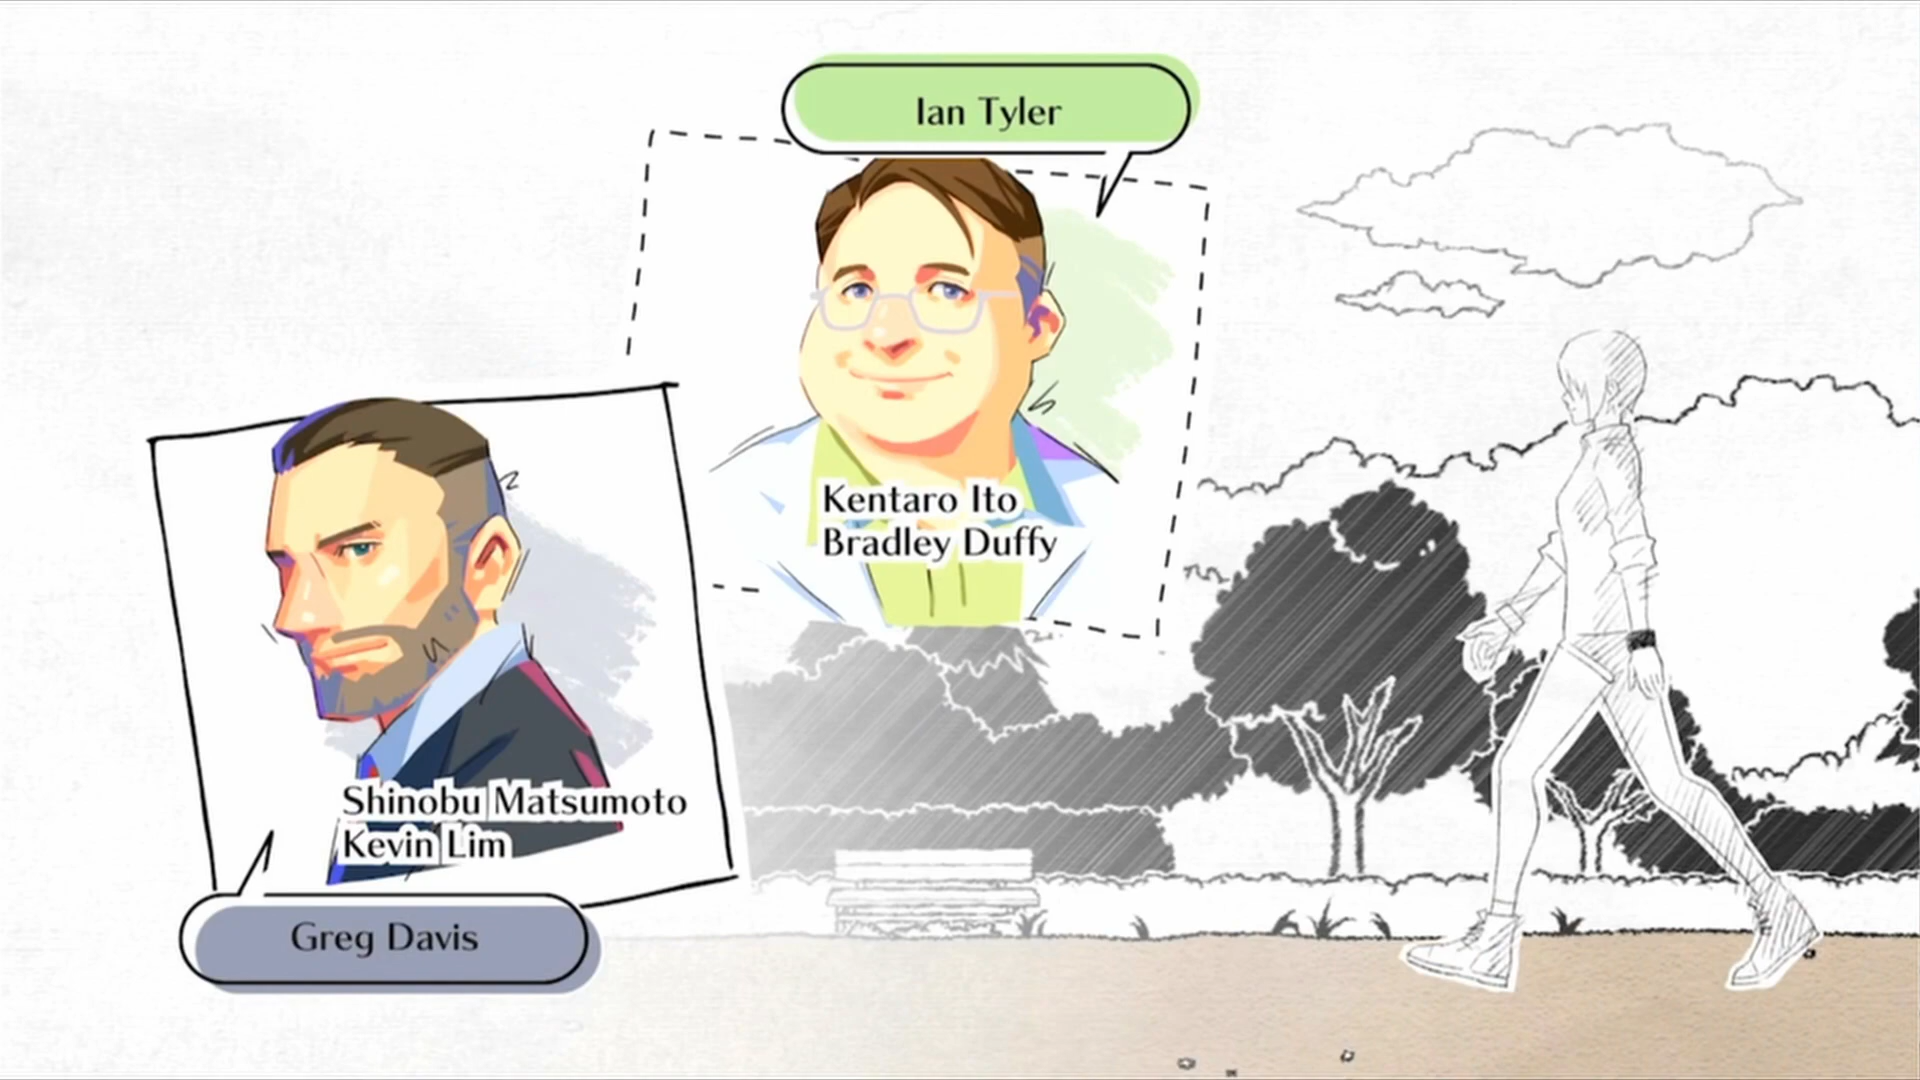 Ian Tyler
Kentaro Ito
Bradley Duffy
Shinobu Matsumoto
Kevin Lim
Greg Davis